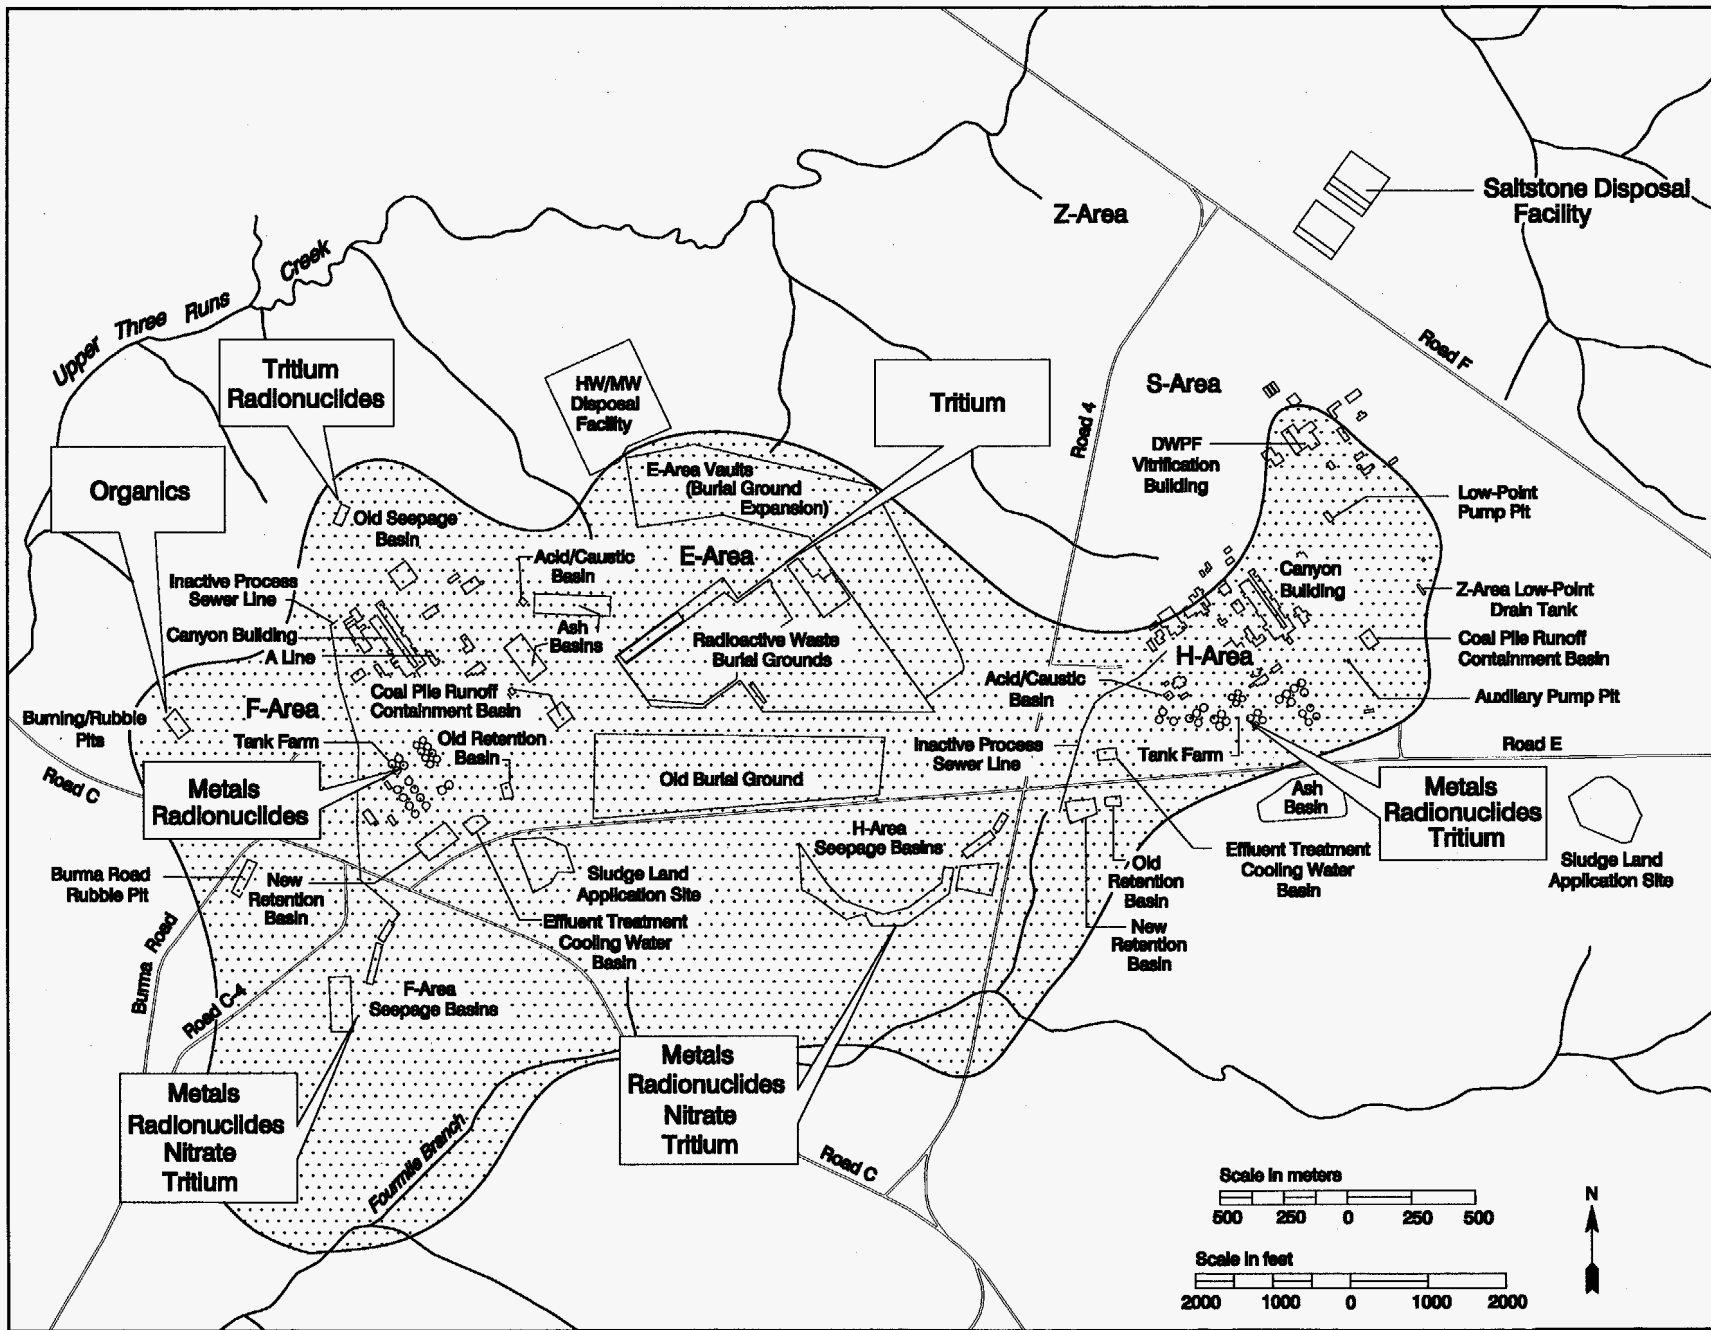 Z-Area
Saltstone Disposal
Facility
Upper Three Runs Creek
Road F
Tritium
Radionuclides
HW/MW
Disposal
Facility
Tritium
S-Area
Road 4
DWPF
Vitrification
Building
Organics
E-Area Vaults
(Burial Ground
Expansion)
Low-Point
Pump Pit
Old Seepage
Basin
E-Area
Acid/Caustic
Basin
Inactive Process
Sewer Line
Canyon
Building
Z-Area Low-Point
Drain Tank
Canyon Building
Ash
Basins
Radioactive Waste
Burial Grounds
Coal Pile Runoff
Containment Basin
A Line
H-Area
Acid/Caustic
Basin
Coal Pile Runoff
Containment Basin
Auxiliary Pump Pit
F-Area
Burning/Rubble
Pits
Tank Farm
Old Retention
Basin
Inactive Process
Sewer Line
Tank Farm
Road E
Road C
Old Burial Ground
Metals
Radionuclides
Ash
Basin
Metals
Radionuclides
Tritium
H-Area
Seepage Basins
Burma Road
Rubble Pit
New
Retention
Basin
Sludge Land
Application Site
Old
Retention
Basin
Effluent Treatment
Cooling Water
Basin
Sludge Land
Application Site
Burma Road
Effluent Treatment
Cooling Water
Basin
New
Retention
Basin
Road C-4
F-Area
Seepage Basins
Metals
Radionuclides
Nitrate
Tritium
Metals
Radionuclides
Nitrate
Tritium
Fourmile Branch
Road C
Scale in meters
500 250 0 250 500
N
Scale in feet
2000 1000 0 1000 2000